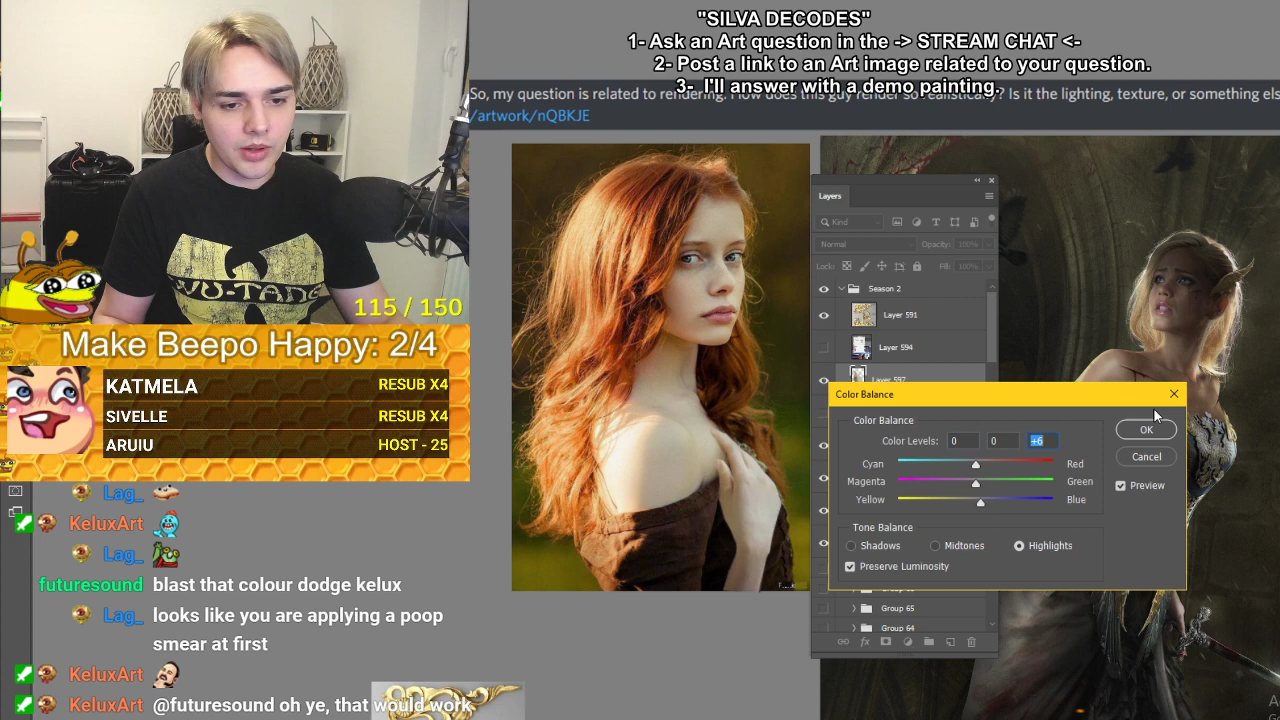 "SILVA DECODES"
1- Ask an Art question in the -> STREAM CHAT <-
2- Post a link to an Art image related to your question.
3- I'll answer with a demo painting.
So, my question is related to rendering. How does this guy render so realistically? Is it the lighting, texture, or something els
/artwork/nQBKJE
WU-TANG
115 / 150
Make Beepo Happy: 2/4
KATMELA RESUB X4
SIVELLE RESUB X4
ARUIU HOST - 25
Lag_
KeluxArt
Lag_
futuresound blast that colour dodge kelux
Lag_ looks like you are applying a poop
smear at first
KeluxArt
KeluxArt @futuresound oh ye, that would work
Layers
Kind
Normal Opacity: 100%
Lock: Fill: 100%
Season 2
Layer 591
Layer 594
Layer 597
Color Balance
Color Balance
Color Levels: 0 0 +6
Cyan Red
Magenta Green
Yellow Blue
OK
Cancel
Preview
Tone Balance
Shadows Midtones Highlights
Preserve Luminosity
Group 65
Group 64
fx